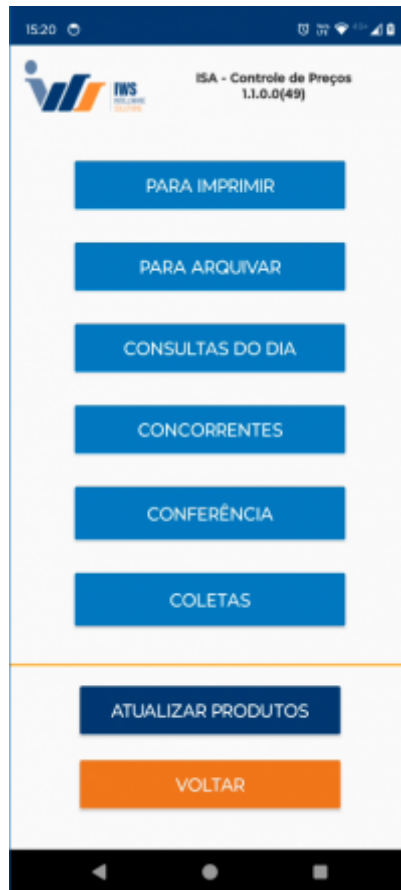 15:20
IWS
ISA - Controle de Preços
1.1.0.0(49)
PARA IMPRIMIR
PARA ARQUIVAR
CONSULTAS DO DIA
CONCORRENTES
CONFERÊNCIA
COLETAS
ATUALIZAR PRODUTOS
VOLTAR